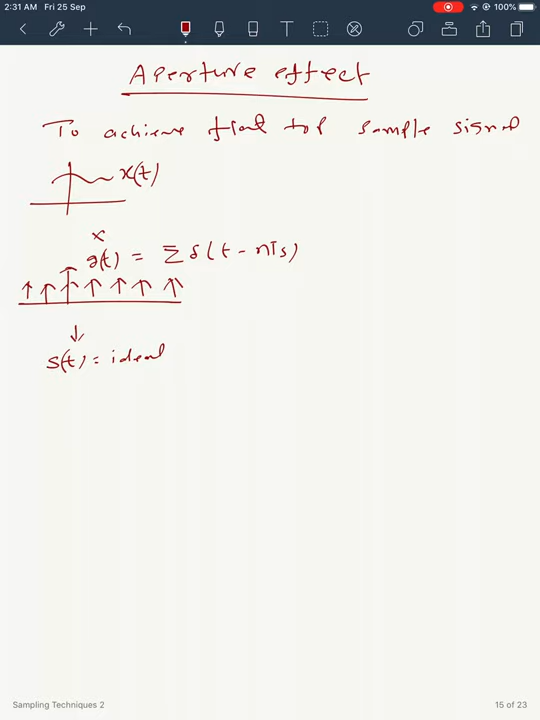 2:31 AM Fri 25 Sep 100%
Aperture effect
To achieve flat top sample signal
x(t)
x
g(t) = Σ δ(t - nTs)
s(t) = ideal
Sampling Techniques 2 15 of 23